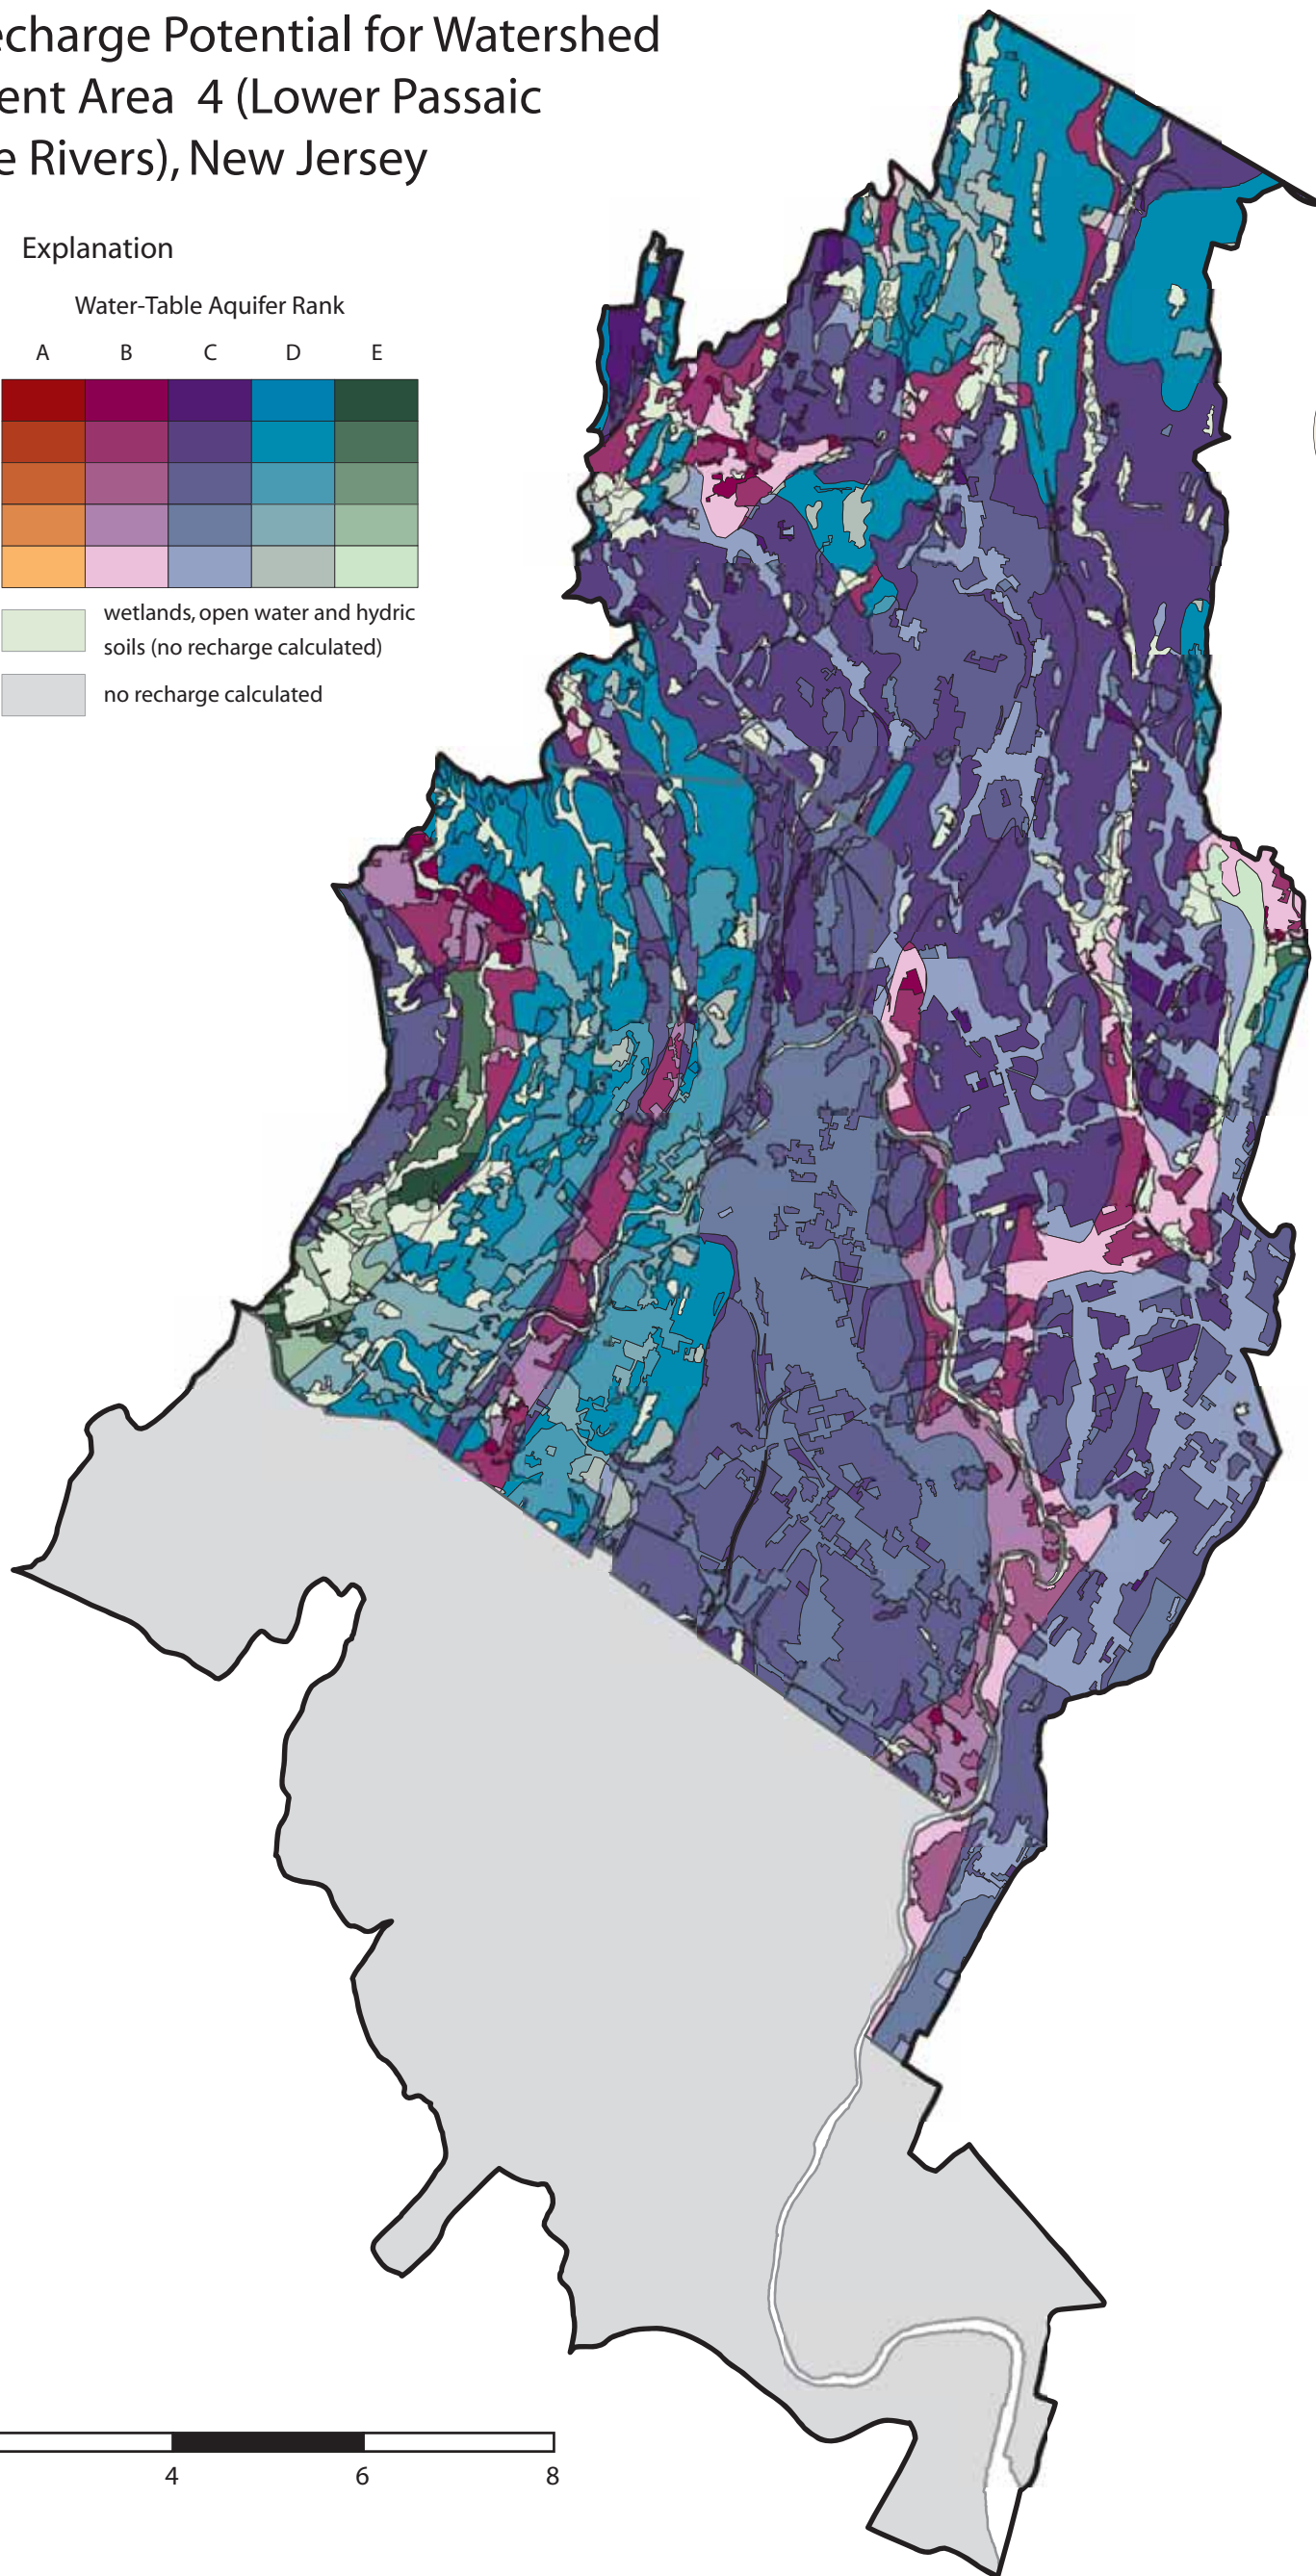 echarge Potential for Watershed
ent Area 4 (Lower Passaic
e Rivers), New Jersey
Explanation
Water-Table Aquifer Rank
A B C D E
wetlands, open water and hydric
soils (no recharge calculated)
no recharge calculated
4 6 8